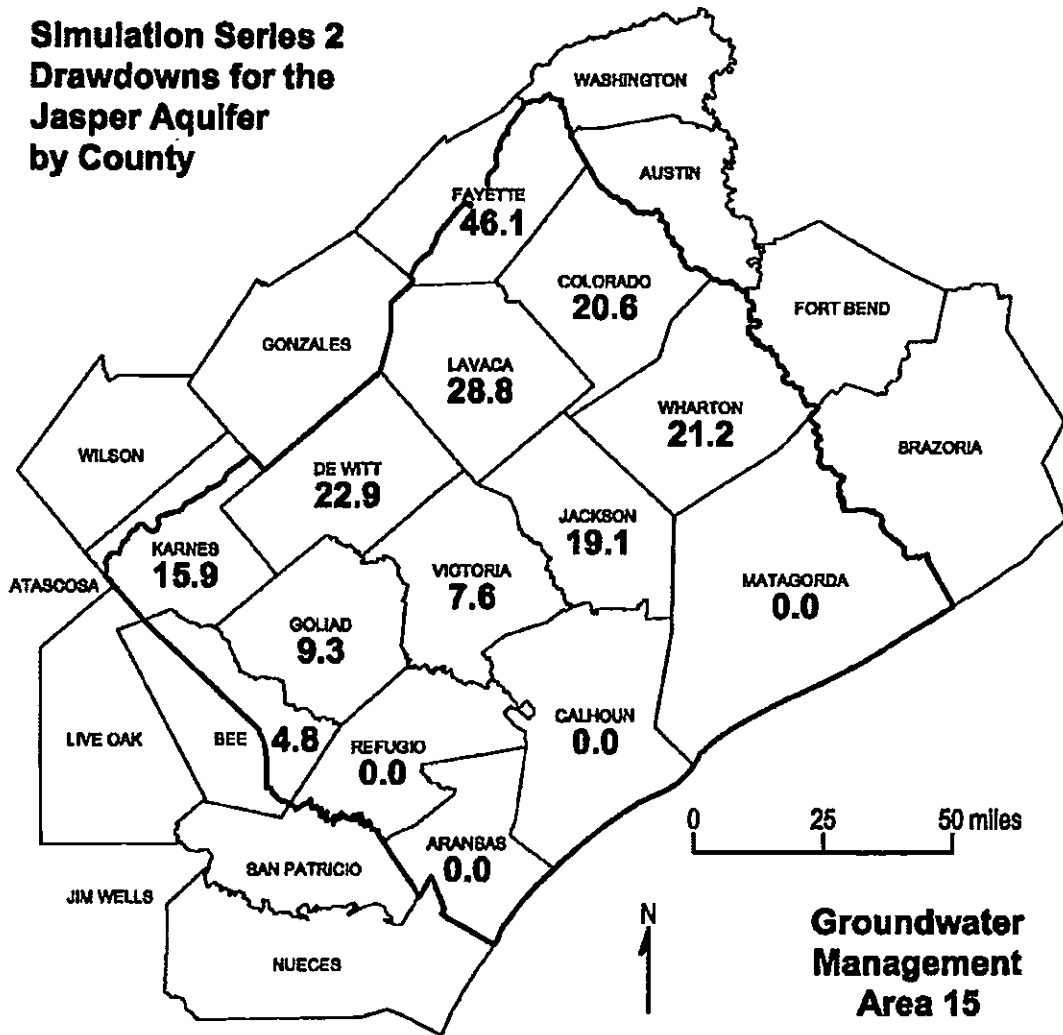 Simulation Series 2
Drawdowns for the
Jasper Aquifer
by County
WASHINGTON
AUSTIN
FAYETTE
46.1
COLORADO
20.6
FORT BEND
GONZALES
LAVACA
28.8
WHARTON
21.2
BRAZORIA
WILSON
DE WITT
22.9
JACKSON
19.1
KARNES
15.9
ATASCOSA
VICTORIA
7.6
MATAGORDA
0.0
GOLIAD
9.3
LIVE OAK
BEE
4.8
REFUGIO
0.0
CALHOUN
0.0
ARANSAS
0.0
SAN PATRICIO
JIM WELLS
NUECES
0 25 50 miles
N
Groundwater
Management
Area 15